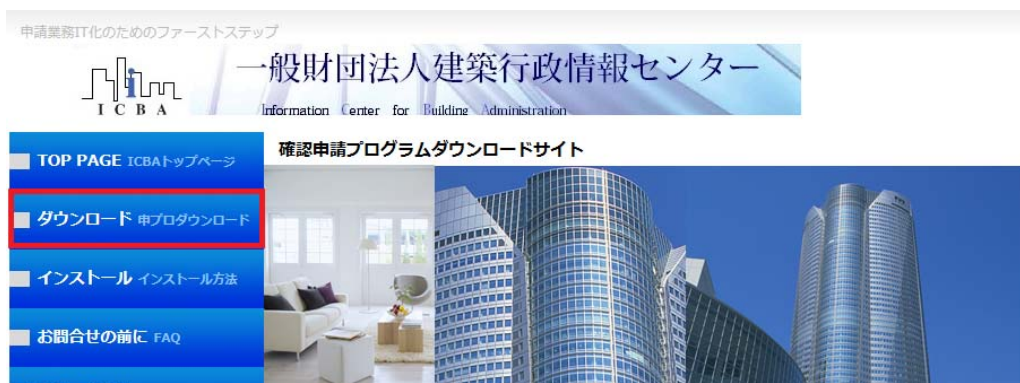 申請業務IT化のためのファーストステップ
一般財団法人建築行政情報センター
ICBA
Information Center for Building Administration
確認申請プログラムダウンロードサイト
TOP PAGE ICBAトップページ
ダウンロード 申プロダウンロード
インストール インストール方法
お問合せの前に FAQ